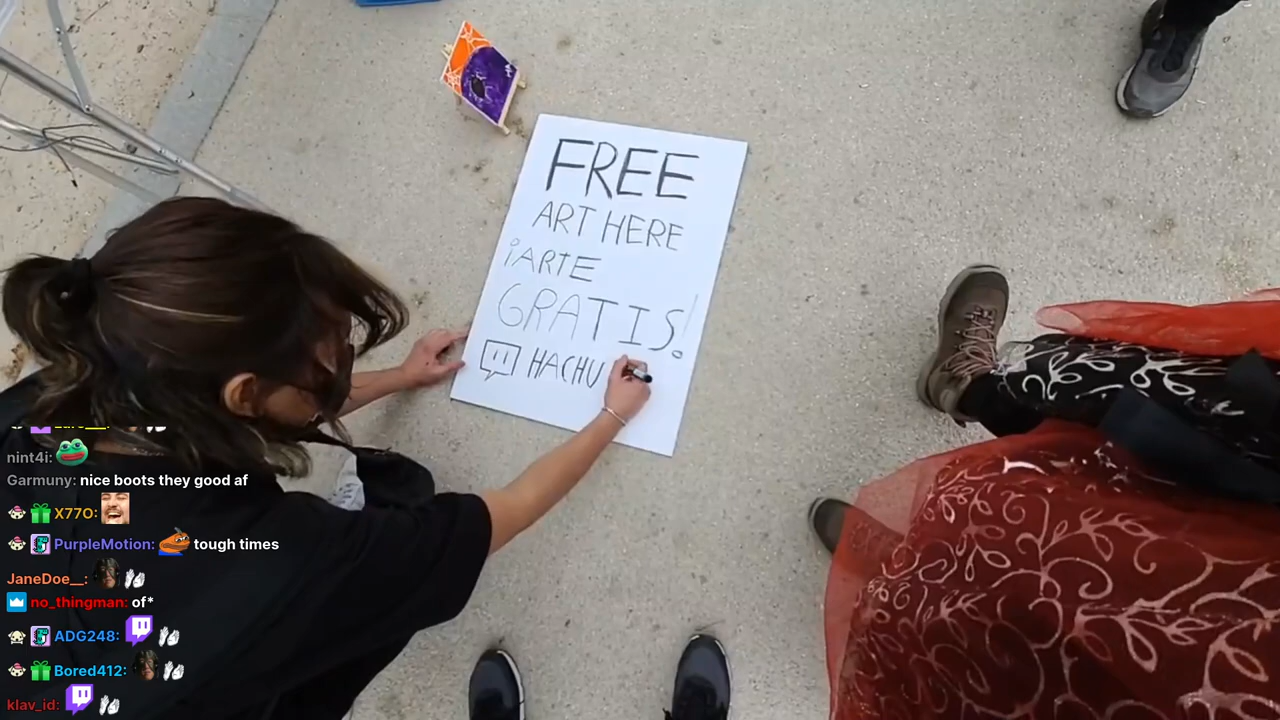 FREE
ART HERE
¡ARTE
GRATIS!
HACHU
nint4i:
Garmuny: nice boots they good af
X77O:
PurpleMotion: tough times
JaneDoe__:
no_thingman: of*
ADG248:
Bored412:
klav_id: